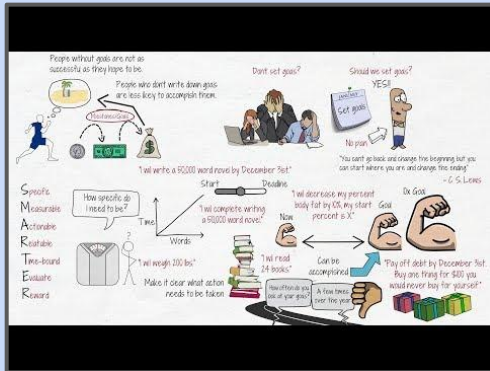 People without goals are not as
successful as they hope to be.
People who don't write down goals
are less likely to accomplish them.
Don't set goals?
Should we set goals?
YES!!
Set goals
No plan
"You can't go back and change the beginning but you
can start where you are and change the ending"
- C. S. Lewis
"I will write a 50,000 word novel by December 31st."
Start
Deadline
Specific
Measurable
Actionable
Relatable
Time-bound
Evaluate
Reward
How specific do
I need to be?
"Time
Words
"I will complete writing
a 50,000 word novel"
"I will decrease my percent
body fat by 10%, my start
percent is X"
Now
Goal
10x Goal
"I will weigh 200 lbs."
Make it clear what action
needs to be taken
"I will read
24 books"
Can be
accomplished
How often do you
look at your goals?
A few times
over the year
"Pay off debt by December 31st.
Buy one thing for $100 you
would never buy for yourself."